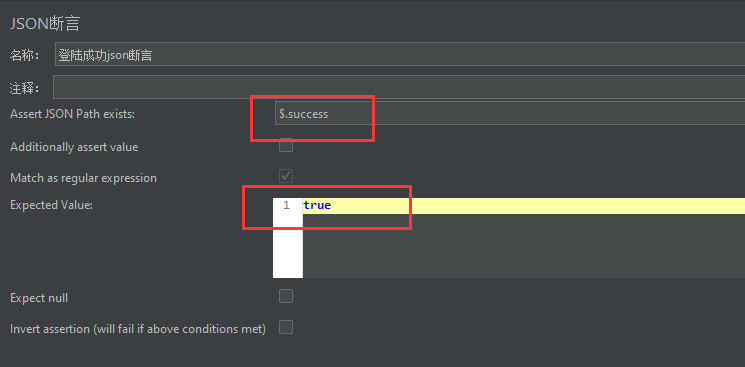 JSON断言
名称： 登陆成功json断言
注释：
Assert JSON Path exists: $.success
Additionally assert value
Match as regular expression
Expected Value: 1 true
Expect null
Invert assertion (will fail if above conditions met)